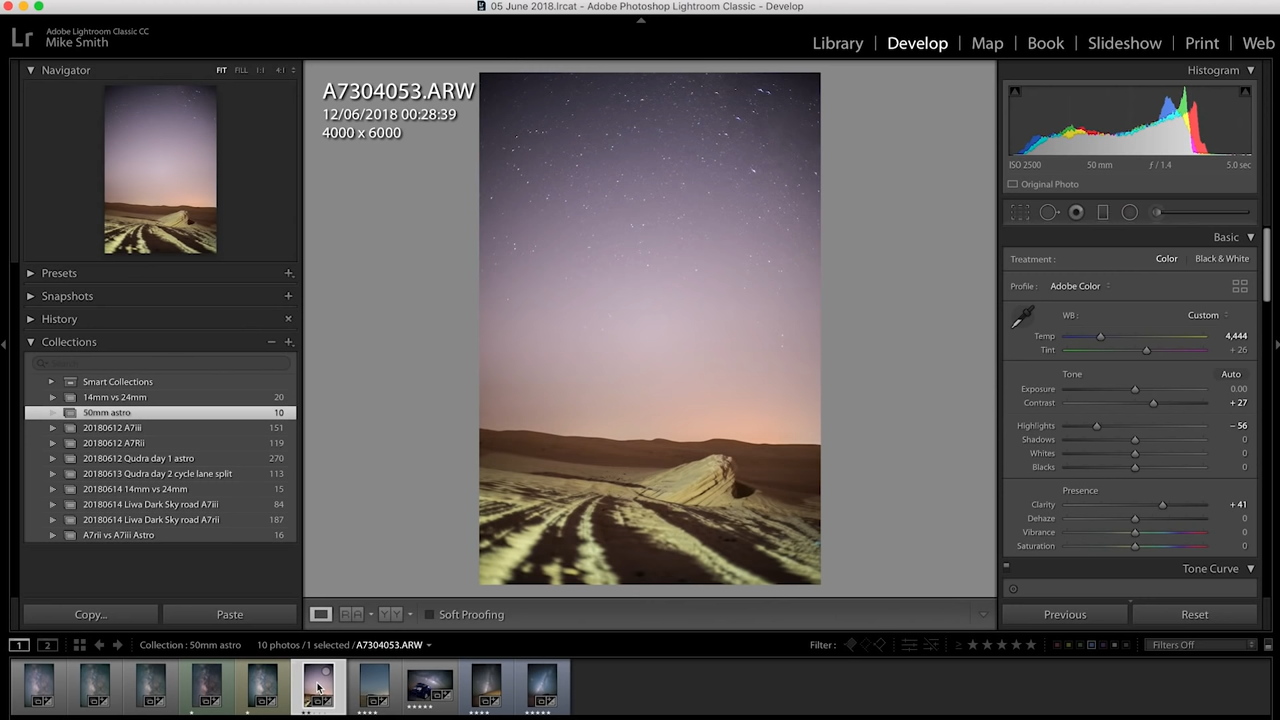 05 June 2018.lrcat - Adobe Photoshop Lightroom Classic - Develop
Lr
Adobe Lightroom Classic CC
Mike Smith
Library | Develop | Map | Book | Slideshow | Print | Web
Navigator FIT FILL 1:1 4:1
Presets
Snapshots
History
Collections
Smart Collections
14mm vs 24mm 20
50mm astro 10
20180612 A7iii 151
20180612 A7Rii 119
20180612 Qudra day 1 astro 270
20180613 Qudra day 2 cycle lane split 113
20180614 14mm vs 24mm 15
20180614 Liwa Dark Sky road A7iii 84
20180614 Liwa Dark Sky road A7rii 187
A7rii vs A7iii Astro 16
Copy... Paste
A7304053.ARW
12/06/2018 00:28:39
4000 x 6000
Soft Proofing
Histogram
ISO 2500 50 mm ƒ / 1.4 5.0 sec
Original Photo
Basic
Treatment : Color Black & White
Profile : Adobe Color
WB : Custom
Temp 4,444
Tint + 26
Tone Auto
Exposure 0.00
Contrast + 27
Highlights − 56
Shadows 0
Whites 0
Blacks 0
Presence
Clarity + 41
Dehaze 0
Vibrance 0
Saturation 0
Tone Curve
Previous Reset
1 2 Collection : 50mm astro 10 photos / 1 selected / A7304053.ARW Filter : Filters Off